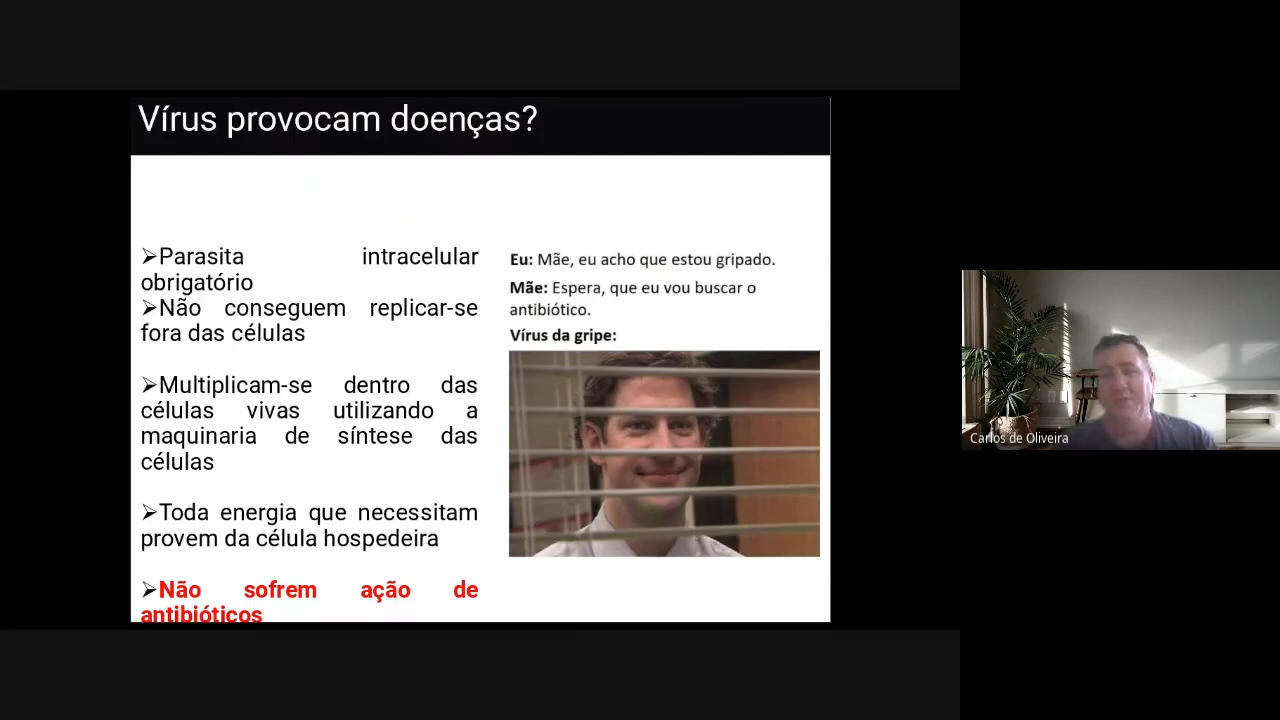 Vírus provocam doenças?
➢Parasita intracelular
obrigatório
➢Não conseguem replicar-se
fora das células
➢Multiplicam-se dentro das
células vivas utilizando a
maquinaria de síntese das
células
➢Toda energia que necessitam
provem da célula hospedeira
➢Não sofrem ação de
antibióticos
Eu: Mãe, eu acho que estou gripado.
Mãe: Espera, que eu vou buscar o
antibiótico.
Vírus da gripe:
Carlos de Oliveira